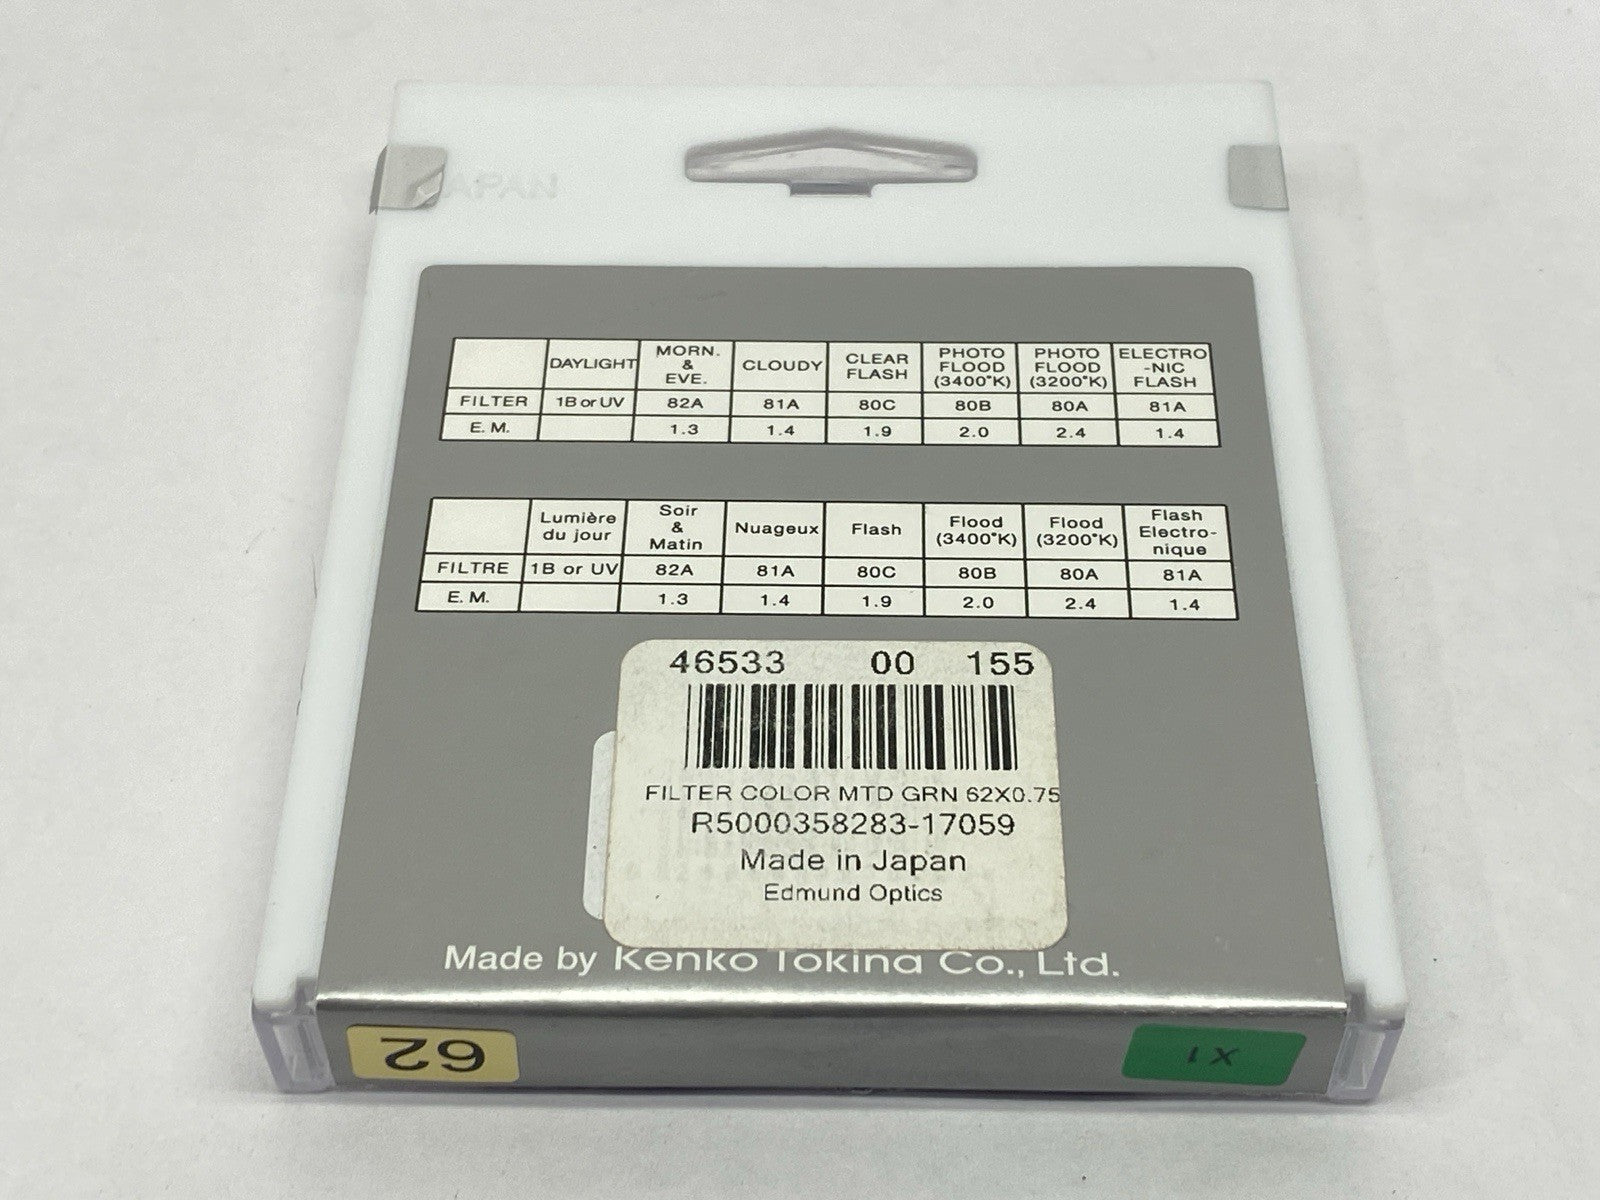 JAPAN
DAYLIGHT MORN. & EVE. CLOUDY CLEAR FLASH PHOTO FLOOD (3400°K) PHOTO FLOOD (3200°K) ELECTRO-NIC FLASH
FILTER 1B or UV 82A 81A 80C 80B 80A 81A
E. M. 1.3 1.4 1.9 2.0 2.4 1.4
Lumière du jour Soir & Matin Nuageux Flash Flood (3400°K) Flood (3200°K) Flash Electro-nique
FILTRE 1B or UV 82A 81A 80C 80B 80A 81A
E. M. 1.3 1.4 1.9 2.0 2.4 1.4
46533 00 155
FILTER COLOR MTD GRN 62X0.75
R5000358283-17059
Made in Japan
Edmund Optics
Made by Kenko Tokina Co., Ltd.
62 X1